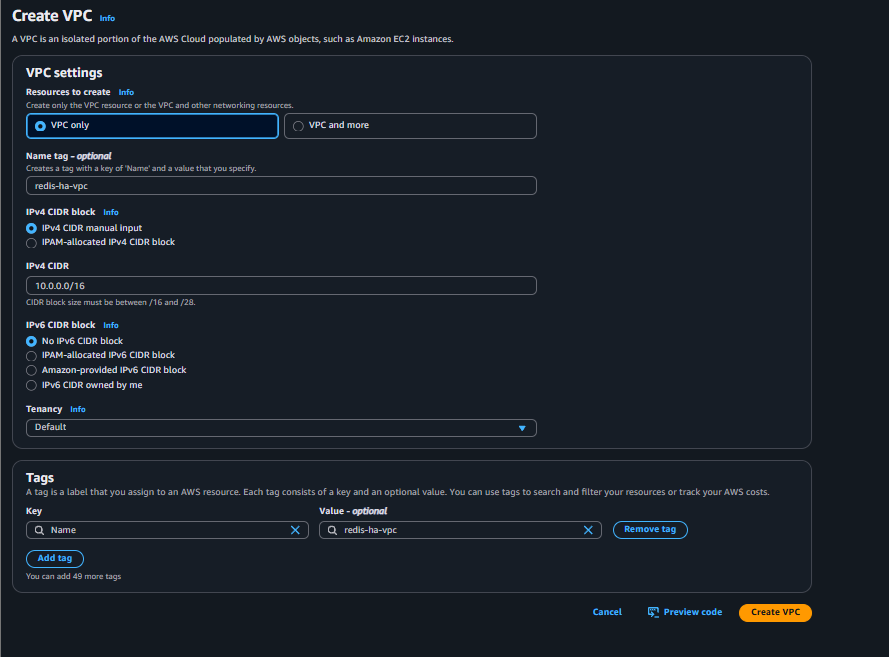 Create VPC Info
A VPC is an isolated portion of the AWS Cloud populated by AWS objects, such as Amazon EC2 instances.
VPC settings
Resources to create Info
Create only the VPC resource or the VPC and other networking resources.
VPC only
VPC and more
Name tag - optional
Creates a tag with a key of 'Name' and a value that you specify.
redis-ha-vpc
IPv4 CIDR block Info
IPv4 CIDR manual input
IPAM-allocated IPv4 CIDR block
IPv4 CIDR
10.0.0.0/16
CIDR block size must be between /16 and /28.
IPv6 CIDR block Info
No IPv6 CIDR block
IPAM-allocated IPv6 CIDR block
Amazon-provided IPv6 CIDR block
IPv6 CIDR owned by me
Tenancy Info
Default
Tags
A tag is a label that you assign to an AWS resource. Each tag consists of a key and an optional value. You can use tags to search and filter your resources or track your AWS costs.
Key Value - optional
Name redis-ha-vpc Remove tag
Add tag
You can add 49 more tags
Cancel Preview code Create VPC